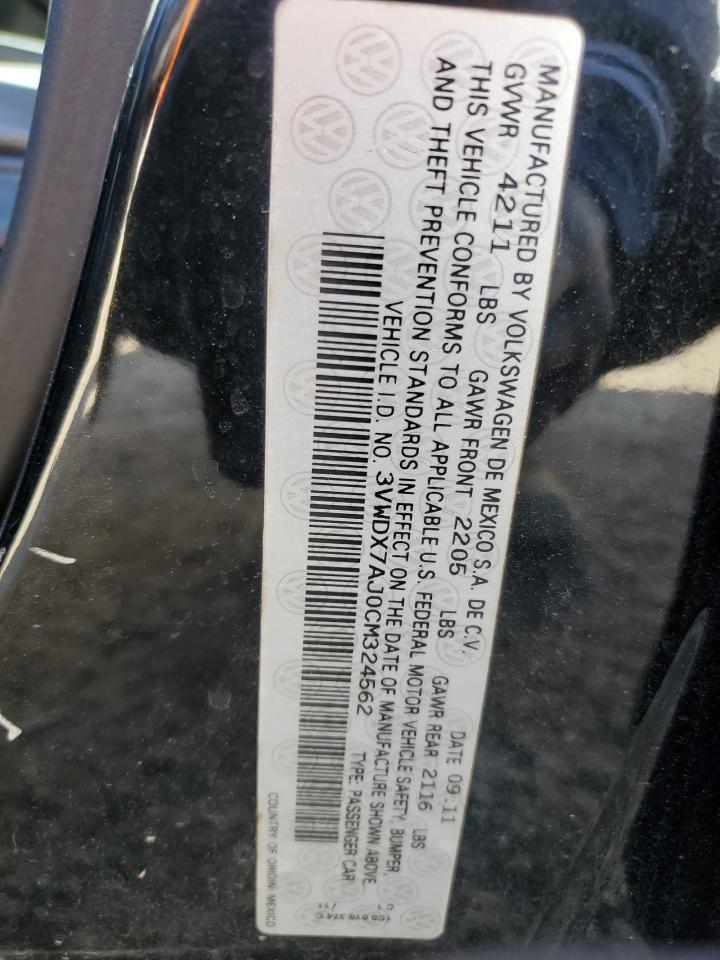 MANUFACTURED BY VOLKSWAGEN DE MEXICO S.A. DE C.V. DATE 09.11
GVWR 4211 LBS GAWR FRONT 2205 LBS GAWR REAR 2116 LBS
THIS VEHICLE CONFORMS TO ALL APPLICABLE U.S. FEDERAL MOTOR VEHICLE SAFETY, BUMPER,
AND THEFT PREVENTION STANDARDS IN EFFECT ON THE DATE OF MANUFACTURE SHOWN ABOVE
VEHICLE I.D. NO. 3VWDX7AJ0CM324562 TYPE: PASSENGER CAR
COUNTRY OF ORIGIN: MEXICO